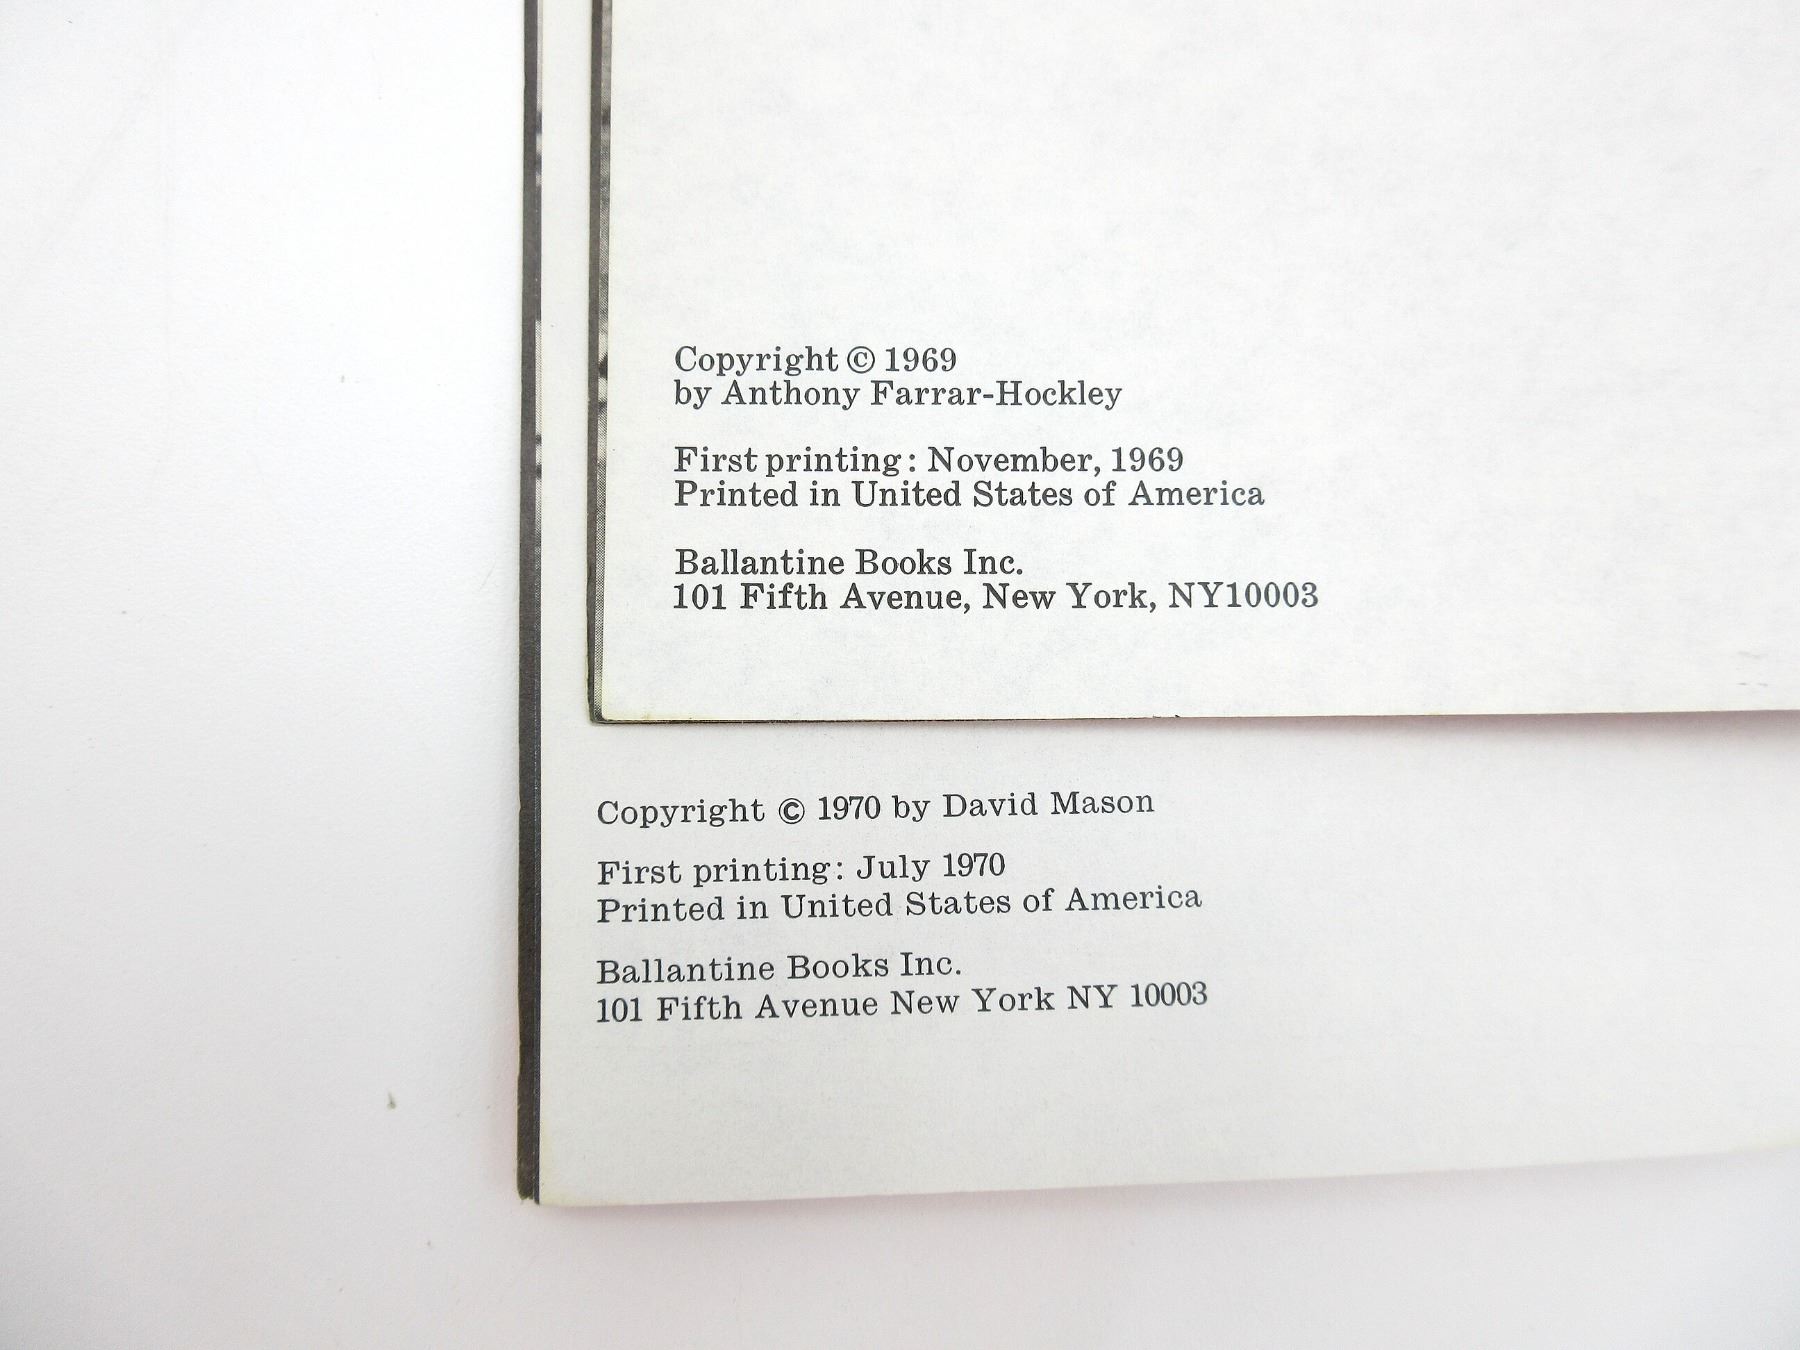 Copyright © 1969
by Anthony Farrar-Hockley
First printing: November, 1969
Printed in United States of America
Ballantine Books Inc.
101 Fifth Avenue, New York, NY10003
Copyright © 1970 by David Mason
First printing: July 1970
Printed in United States of America
Ballantine Books Inc.
101 Fifth Avenue New York NY 10003